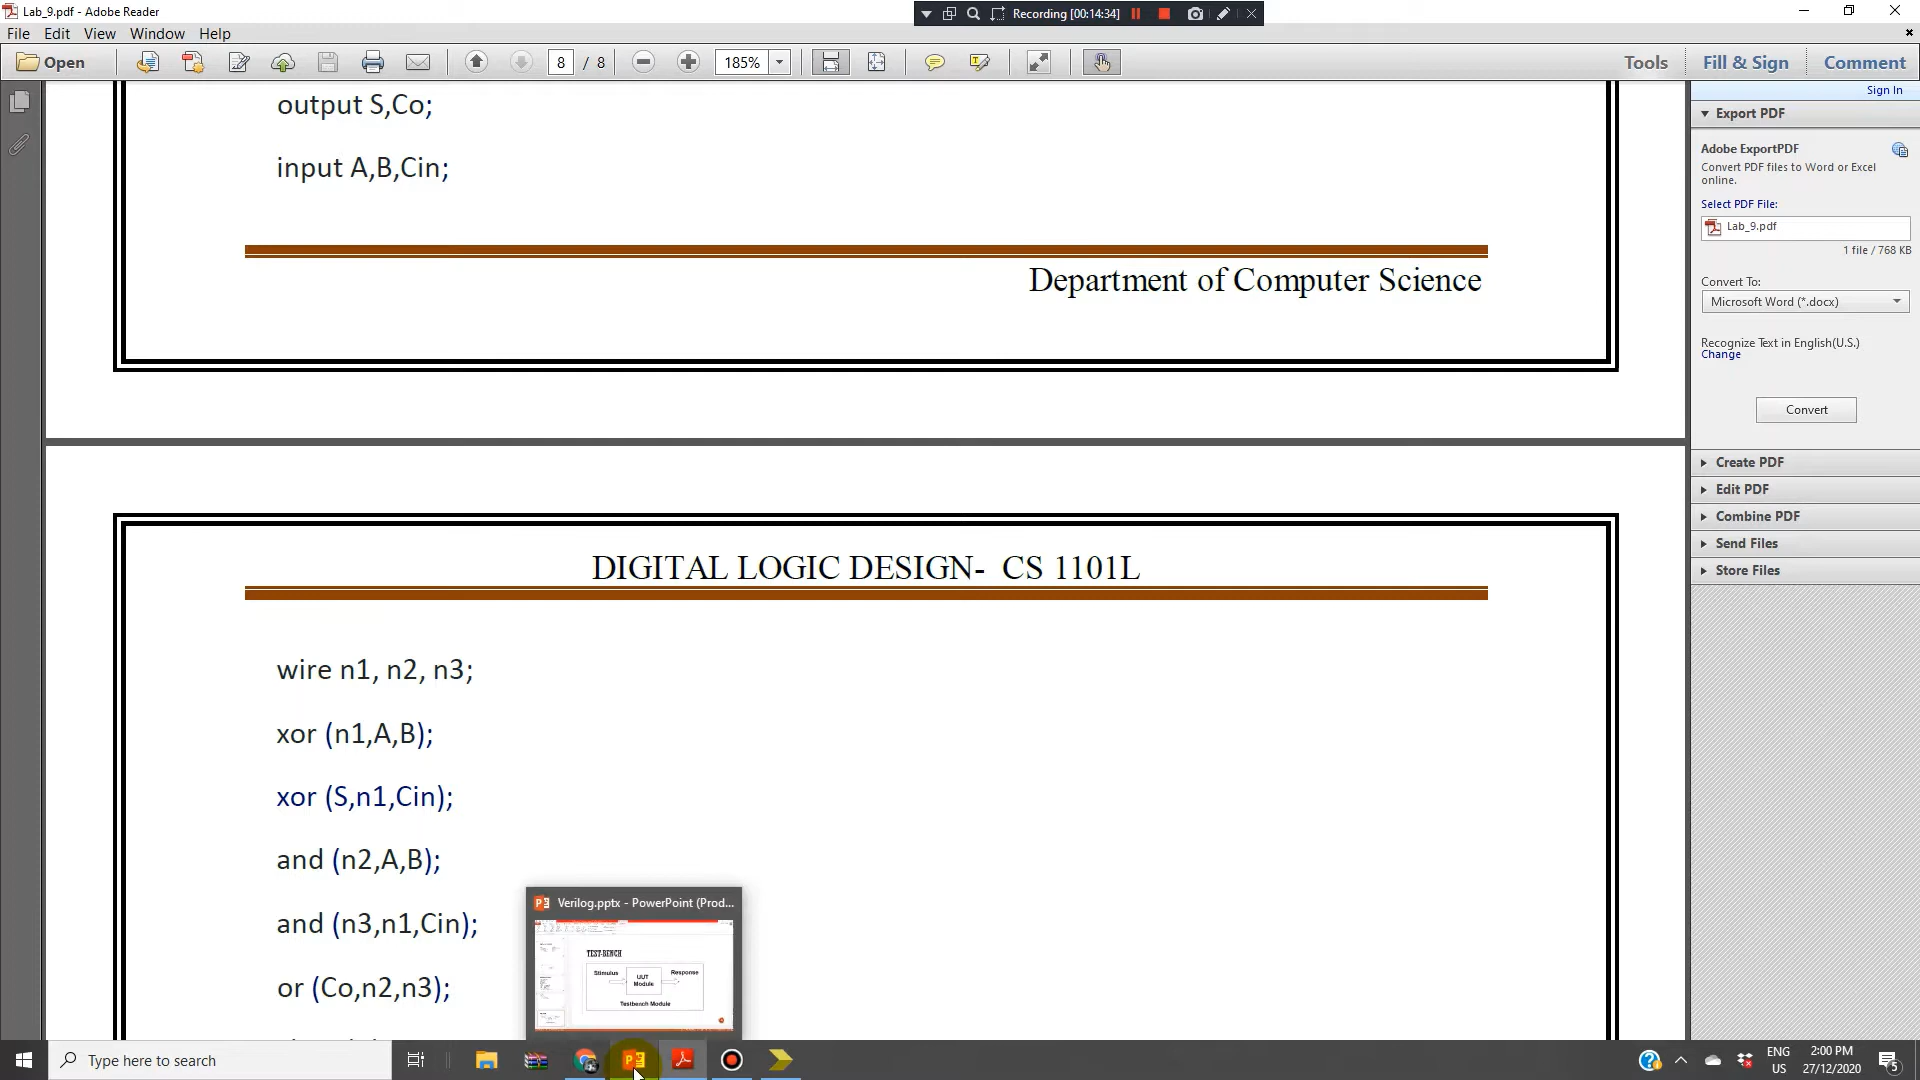 Lab_9.pdf - Adobe Reader
Recording [00:14:34]
File Edit View Window Help
Open
8 / 8
185%
Tools
Fill & Sign
Comment
output S,Co;
input A,B,Cin;
Department of Computer Science
DIGITAL LOGIC DESIGN- CS 1101L
wire n1, n2, n3;
xor (n1,A,B);
xor (S,n1,Cin);
and (n2,A,B);
and (n3,n1,Cin);
or (Co,n2,n3);
Sign In
Export PDF
Adobe ExportPDF
Convert PDF files to Word or Excel
online.
Select PDF File:
Lab_9.pdf
1 file / 768 KB
Convert To:
Microsoft Word (*.docx)
Recognize Text in English(U.S.)
Change
Convert
Create PDF
Edit PDF
Combine PDF
Send Files
Store Files
Verilog.pptx - PowerPoint (Prod...
TEST-BENCH
Stimulus
UUT
Module
Response
Testbench Module
Type here to search
ENG
US
2:00 PM
27/12/2020
5